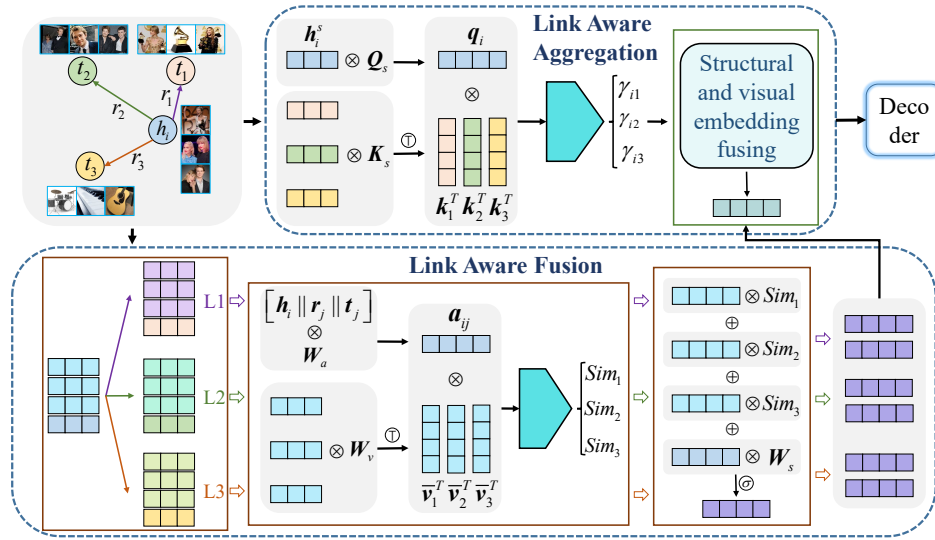 t₂
t₁
r₁
r₂
hᵢ
r₃
t₃
Link Aware
Aggregation
hᵢˢ
⊗ Qₛ
qᵢ
⊗
⊗ Kₛ
Ⓣ
k₁ᵀ k₂ᵀ k₃ᵀ
γᵢ₁
γᵢ₂
γᵢ₃
Structural
and visual
embedding
fusing
Deco
der
Link Aware Fusion
L1
L2
L3
[hᵢ || rⱼ || tⱼ]
⊗
Wₐ
aᵢⱼ
⊗
⊗ Wᵥ
Ⓣ
v̄₁ᵀ v̄₂ᵀ v̄₃ᵀ
Sim₁
Sim₂
Sim₃
⊗ Sim₁
⊕
⊗ Sim₂
⊕
⊗ Sim₃
⊕
⊗ Wₛ
σ